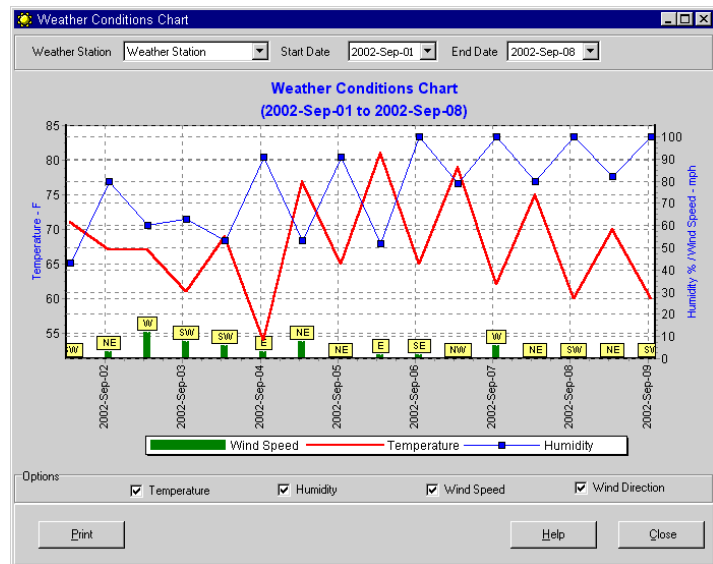 Weather Conditions Chart
Weather Station Weather Station Start Date 2002-Sep-01 End Date 2002-Sep-08
Weather Conditions Chart
(2002-Sep-01 to 2002-Sep-08)
Temperature - F
85
80
75
70
65
60
55
100
90
80
70
60
50
40
30
20
10
0
Humidity % / Wind Speed - mph
W NE W SW SW E NE NE E SE NW W NE SW NE SW
2002-Sep-02 2002-Sep-03 2002-Sep-04 2002-Sep-05 2002-Sep-06 2002-Sep-07 2002-Sep-08 2002-Sep-09
Wind Speed Temperature Humidity
Options
Temperature Humidity Wind Speed Wind Direction
Print Help Close